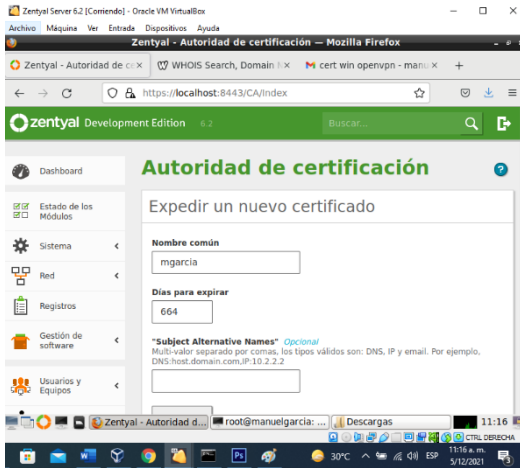 Zentyal Server 6.2 [Corriendo] - Oracle VM VirtualBox
Archivo Máquina Ver Entrada Dispositivos Ayuda
Zentyal - Autoridad de certificación — Mozilla Firefox
Zentyal - Autoridad de ce
WHOIS Search, Domain N
cert win openvpn - manu
https://localhost:8443/CA/Index
zentyal Development Edition 6.2
Buscar...
Dashboard
Autoridad de certificación
Estado de los
Módulos
Expedir un nuevo certificado
Sistema
Nombre común
mgarcia
Red
Días para expirar
664
Registros
Gestión de
software
"Subject Alternative Names" Opcional
Multi-valor separado por comas, los tipos válidos son: DNS, IP y email. Por ejemplo,
DNS:host.domain.com,IP:10.2.2.2
Usuarios y
Equipos
Zentyal - Autoridad d...
root@manuelgarcia: ...
Descargas
11:16
CTRL DERECHA
30°C
ESP
11:16 a. m.
5/12/2021